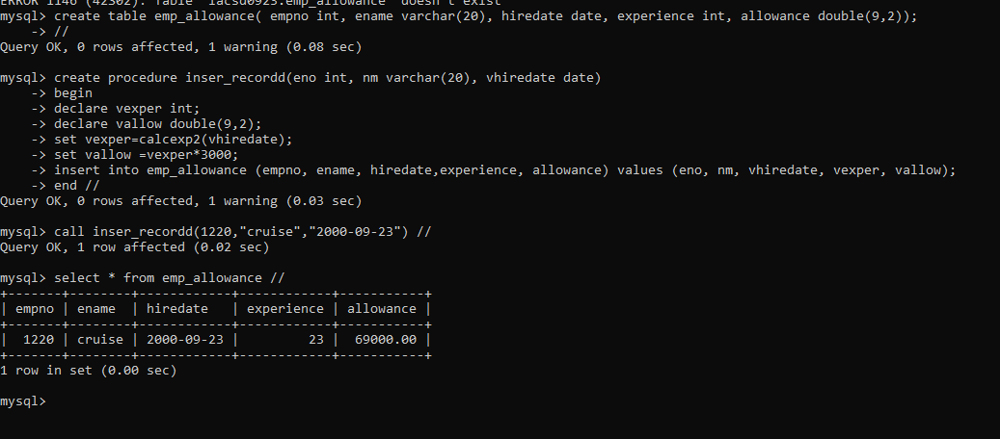 ERROR 1146 (42S02): Table 'iacsd0923.emp_allowance' doesn't exist
mysql> create table emp_allowance( empno int, ename varchar(20), hiredate date, experience int, allowance double(9,2));
    -> //
Query OK, 0 rows affected, 1 warning (0.08 sec)
mysql> create procedure inser_recordd(eno int, nm varchar(20), vhiredate date)
    -> begin
    -> declare vexper int;
    -> declare vallow double(9,2);
    -> set vexper=calcexp2(vhiredate);
    -> set vallow =vexper*3000;
    -> insert into emp_allowance (empno, ename, hiredate,experience, allowance) values (eno, nm, vhiredate, vexper, vallow);
    -> end //
Query OK, 0 rows affected, 1 warning (0.03 sec)
mysql> call inser_recordd(1220,"cruise","2000-09-23") //
Query OK, 1 row affected (0.02 sec)
mysql> select * from emp_allowance //
+-------+--------+------------+------------+-----------+
| empno | ename  | hiredate   | experience | allowance |
+-------+--------+------------+------------+-----------+
|  1220 | cruise | 2000-09-23 |         23 |  69000.00 |
+-------+--------+------------+------------+-----------+
1 row in set (0.00 sec)
mysql>